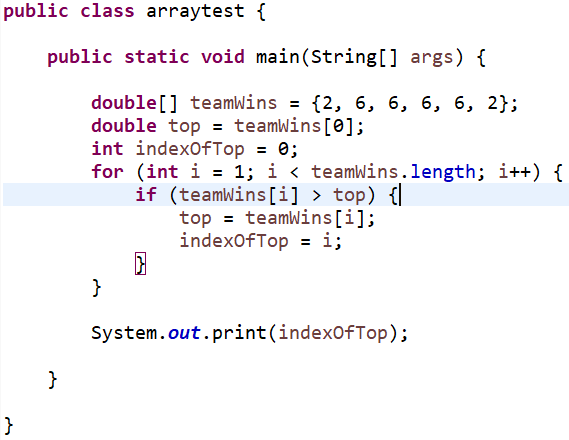 public class arraytest {
public static void main(String[] args) {
double[] teamWins = {2, 6, 6, 6, 6, 2};
double top = teamWins[0];
int indexOfTop = 0;
for (int i = 1; i < teamWins.length; i++) {
if (teamWins[i] > top) {
top = teamWins[i];
indexOfTop = i;
}
}
System.out.print(indexOfTop);
}
}